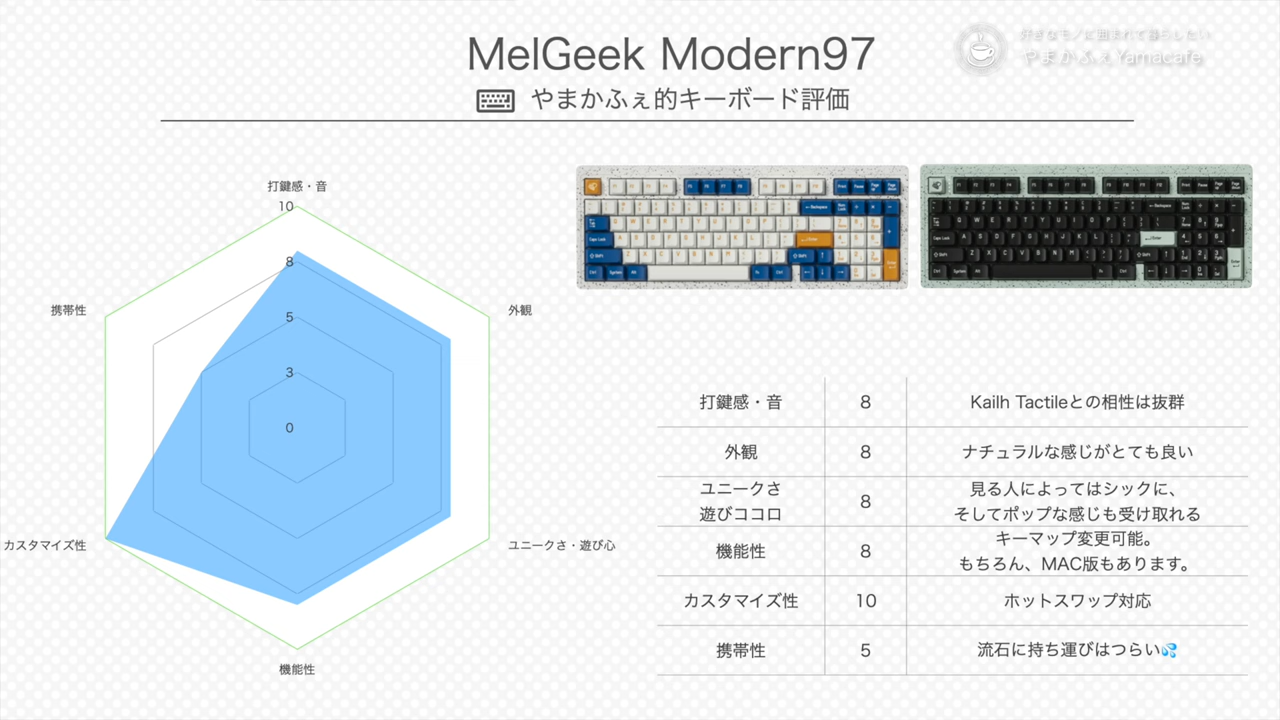 MelGeek Modern97
やまかふぇ的キーボード評価
好きなモノに囲まれて暮らしたい
やまかふぇYamacafe
打鍵感・音
10
8
5
3
0
携帯性
外観
カスタマイズ性
ユニークさ・遊び心
機能性
打鍵感・音 8 Kailh Tactileとの相性は抜群
外観 8 ナチュラルな感じがとても良い
ユニークさ
遊びココロ
8
見る人によってはシックに、
そしてポップな感じも受け取れる
機能性 8
キーマップ変更可能。
もちろん、MAC版もあります。
カスタマイズ性 10 ホットスワップ対応
携帯性 5 流石に持ち運びはつらい💦